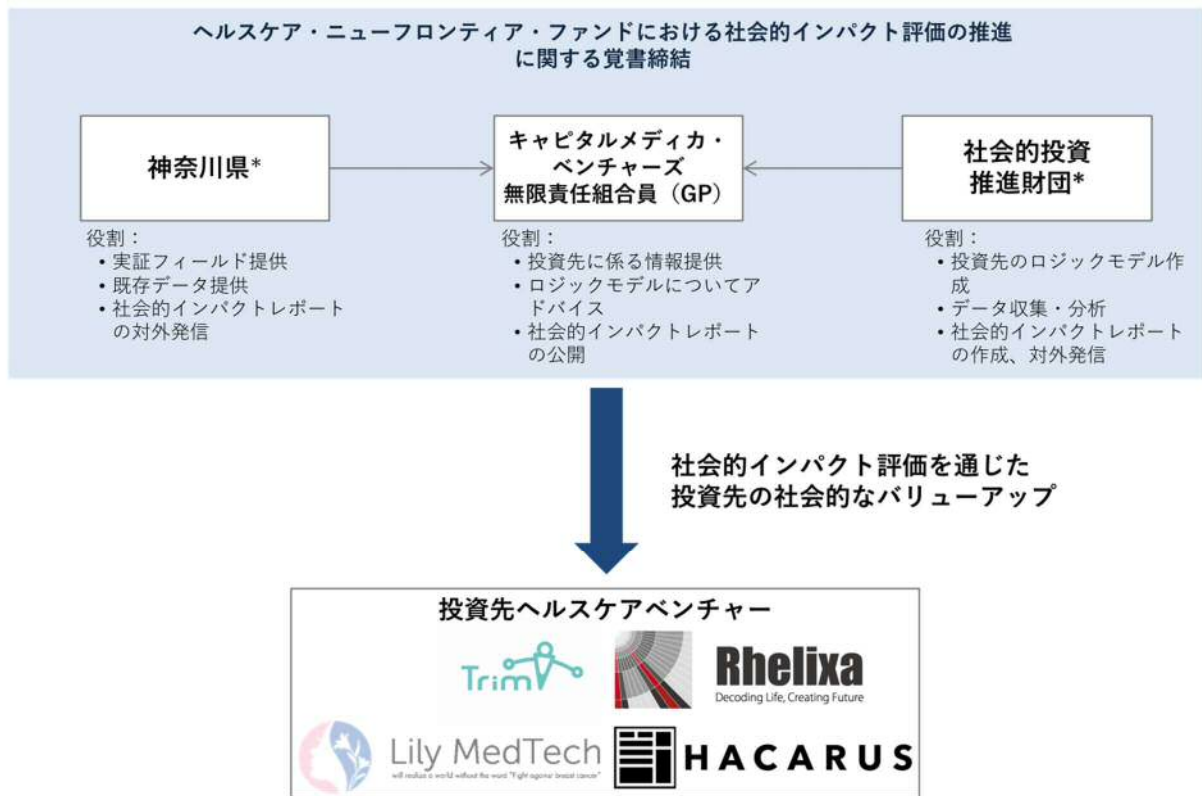 ヘルスケア・ニューフロンティア・ファンドにおける社会的インパクト評価の推進
に関する覚書締結
神奈川県*
キャピタルメディカ・
ベンチャーズ
無限責任組合員（GP）
社会的投資
推進財団*
役割：
• 実証フィールド提供
• 既存データ提供
• 社会的インパクトレポート
の対外発信
役割：
• 投資先に係る情報提供
• ロジックモデルについてア
ドバイス
• 社会的インパクトレポート
の公開
役割：
• 投資先のロジックモデル作
成
• データ収集・分析
• 社会的インパクトレポート
の作成、対外発信
社会的インパクト評価を通じた
投資先の社会的なバリューアップ
投資先ヘルスケアベンチャー
Trim
Rhelixa
Decoding Life, Creating Future
Lily MedTech
will realize a world without the word "Fight against breast cancer"
HACARUS